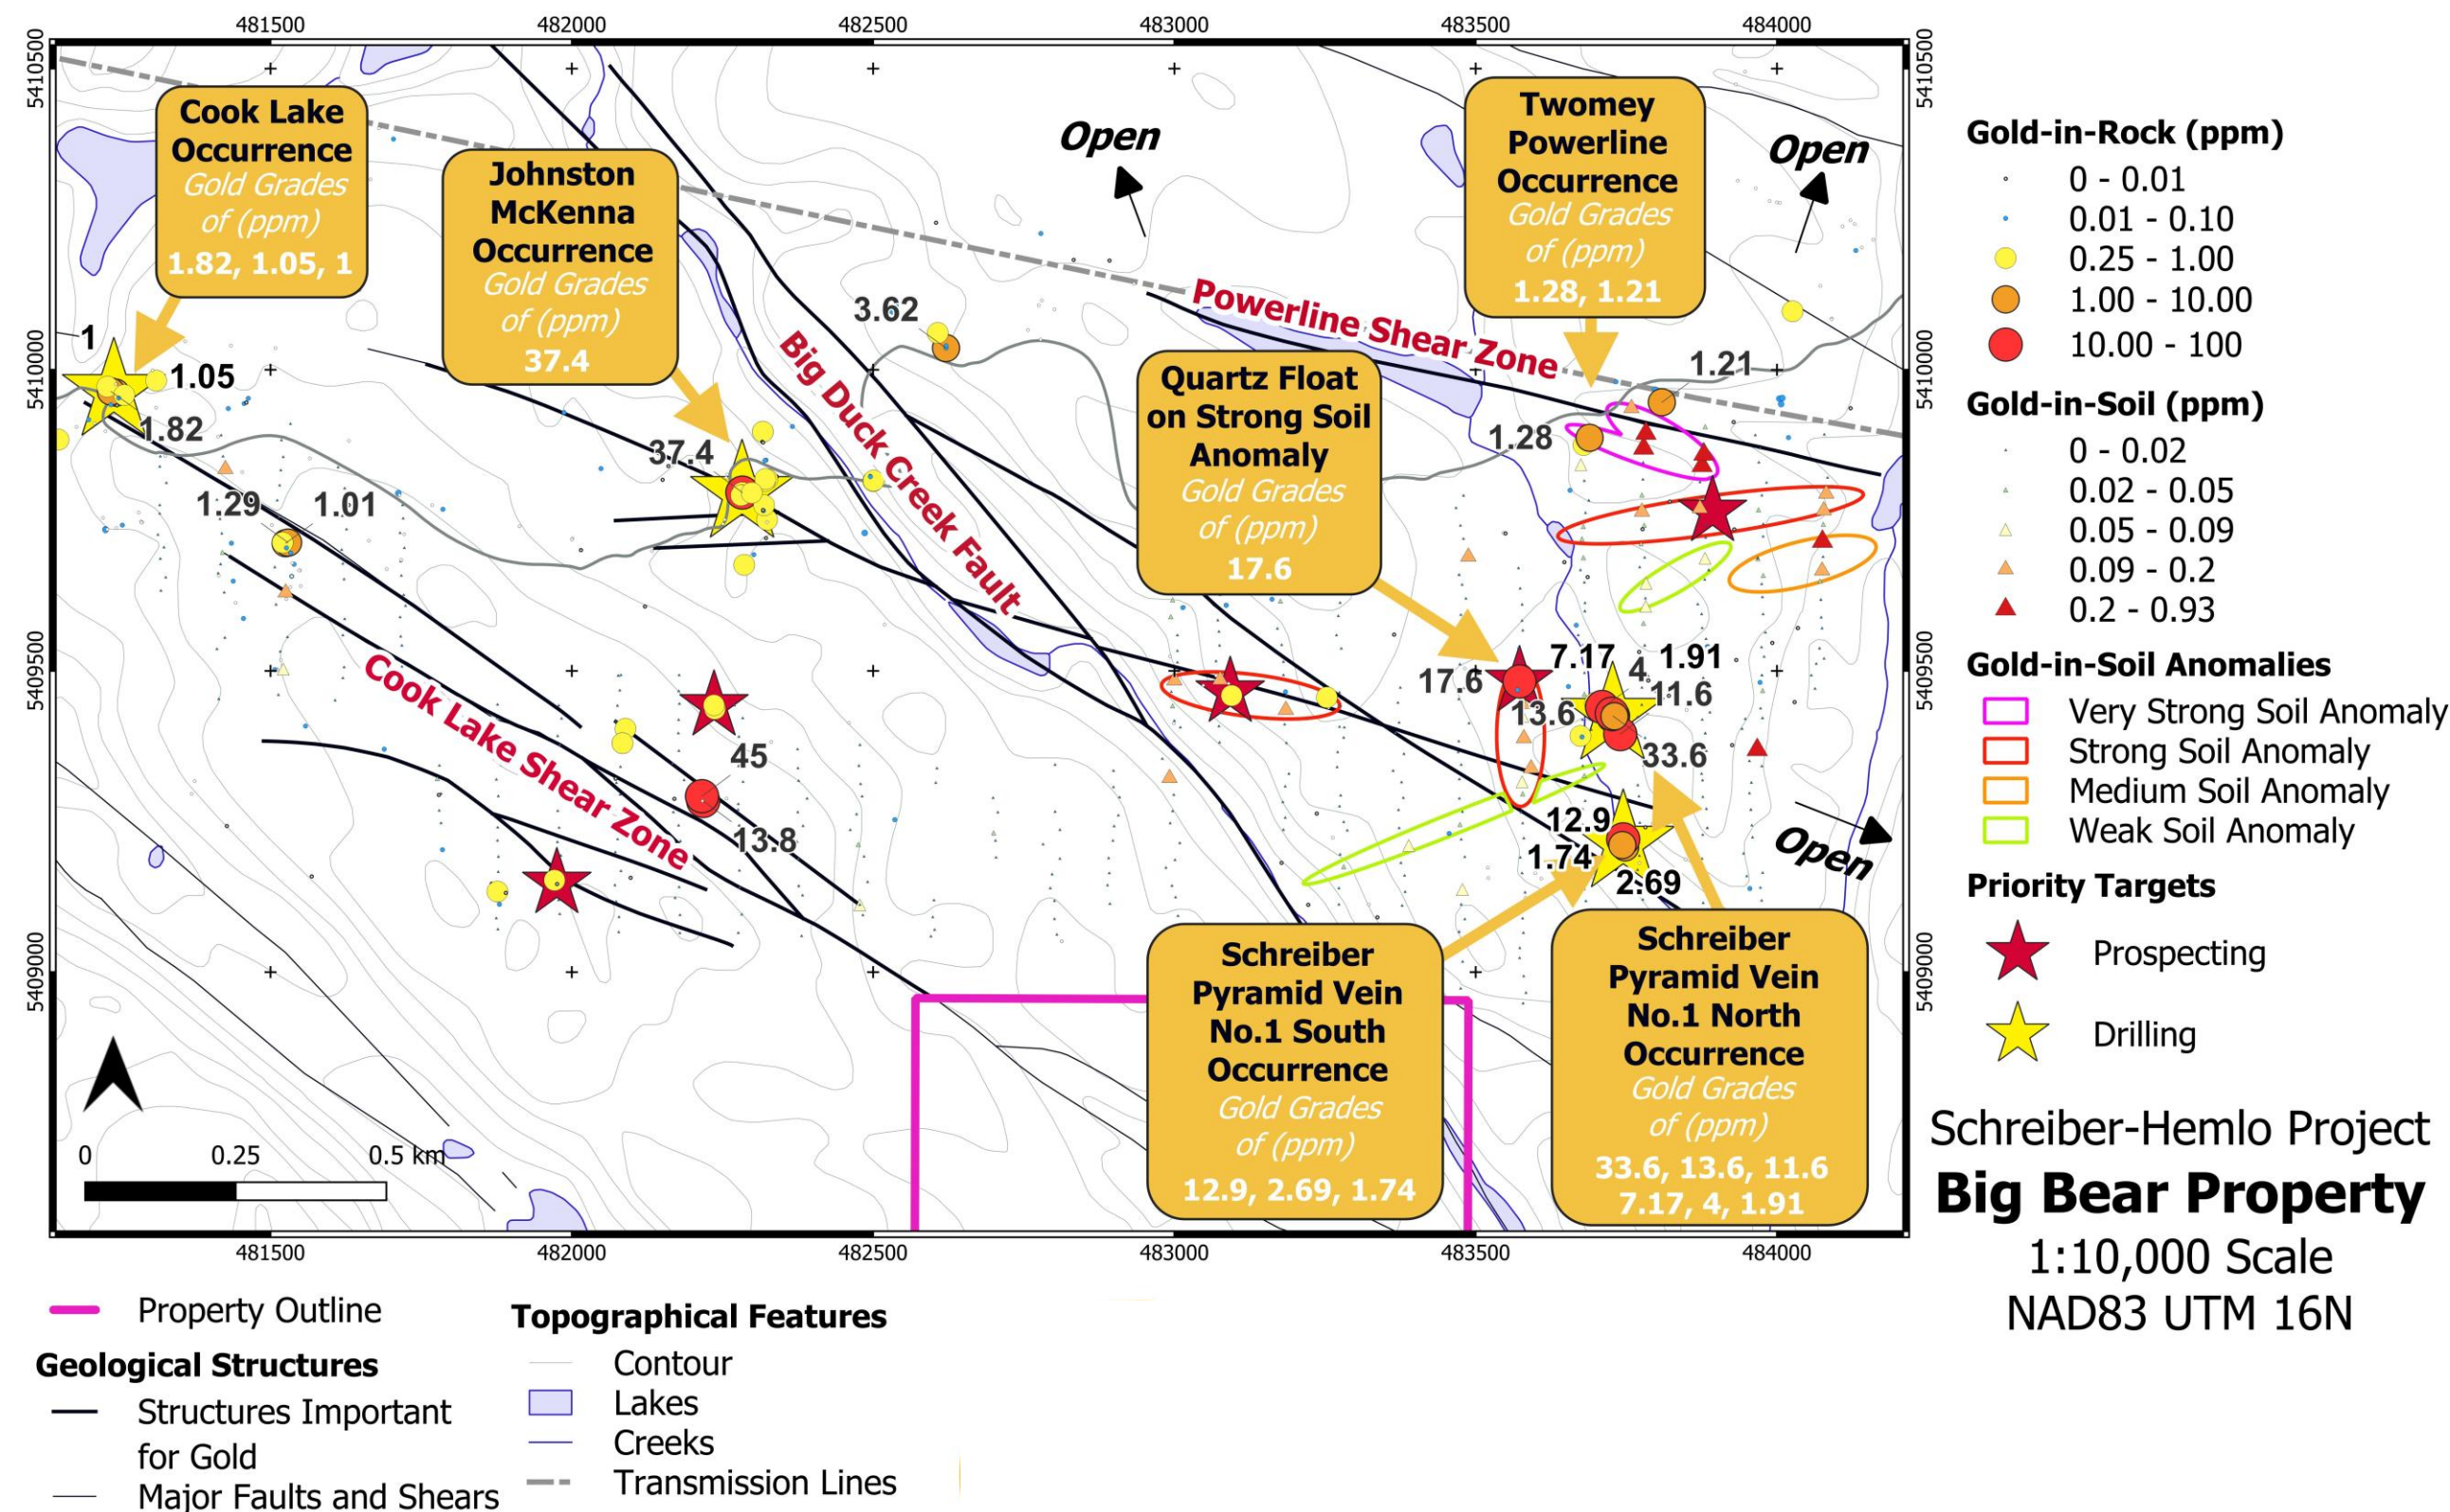 481500 482000 482500 483000 483500 484000
5410500
5410000
5409500
5409000
5410500
5410000
5409500
5409000
Cook Lake
Occurrence
Gold Grades
of (ppm)
1.82, 1.05, 1
Johnston
McKenna
Occurrence
Gold Grades
of (ppm)
37.4
Open
Twomey
Powerline
Occurrence
Gold Grades
of (ppm)
1.28, 1.21
Open
Powerline Shear Zone
Quartz Float
on Strong Soil
Anomaly
Gold Grades
of (ppm)
17.6
Big Duck Creek Fault
Cook Lake Shear Zone
1
1.05
1.82
1.29
1.01
37.4
3.62
1.21
1.28
45
13.8
17.6
7.17
4
1.91
11.6
13.6
33.6
12.9
1.74
2.69
Open
Schreiber
Pyramid Vein
No.1 South
Occurrence
Gold Grades
of (ppm)
12.9, 2.69, 1.74
Schreiber
Pyramid Vein
No.1 North
Occurrence
Gold Grades
of (ppm)
33.6, 13.6, 11.6
7.17, 4, 1.91
0 0.25 0.5 km
481500 482000 482500 483000 483500 484000
Gold-in-Rock (ppm)
0 - 0.01
0.01 - 0.10
0.25 - 1.00
1.00 - 10.00
10.00 - 100
Gold-in-Soil (ppm)
0 - 0.02
0.02 - 0.05
0.05 - 0.09
0.09 - 0.2
0.2 - 0.93
Gold-in-Soil Anomalies
Very Strong Soil Anomaly
Strong Soil Anomaly
Medium Soil Anomaly
Weak Soil Anomaly
Priority Targets
Prospecting
Drilling
Schreiber-Hemlo Project
Big Bear Property
1:10,000 Scale
NAD83 UTM 16N
Property Outline
Geological Structures
Structures Important
for Gold
Major Faults and Shears
Topographical Features
Contour
Lakes
Creeks
Transmission Lines